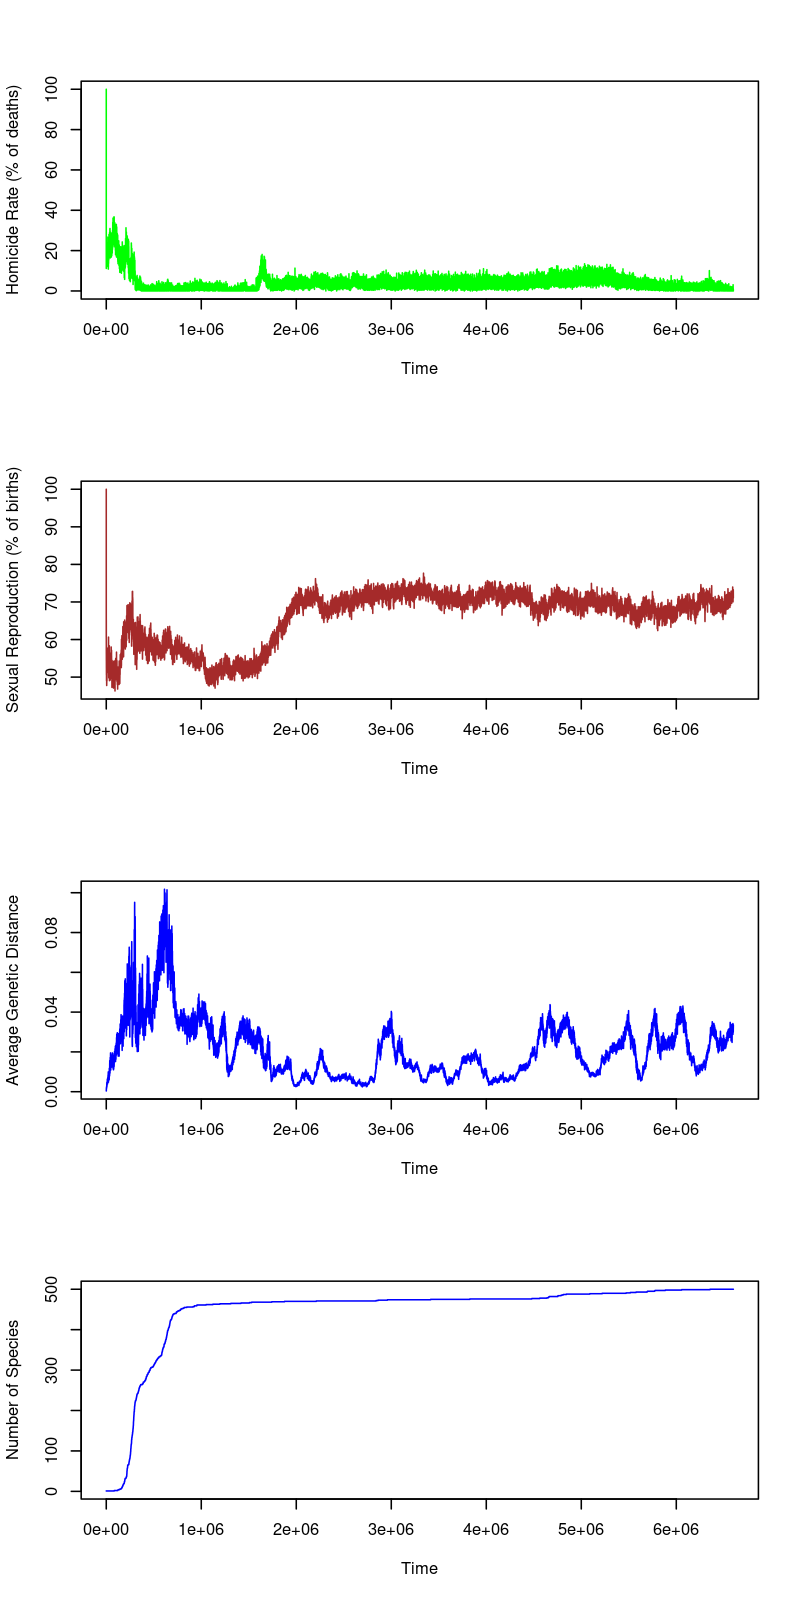 Homicide Rate (% of deaths)
0 20 40 60 80 100
0e+00 1e+06 2e+06 3e+06 4e+06 5e+06 6e+06
Time
Sexual Reproduction (% of births)
50 60 70 80 90 100
0e+00 1e+06 2e+06 3e+06 4e+06 5e+06 6e+06
Time
Average Genetic Distance
0.00 0.04 0.08
0e+00 1e+06 2e+06 3e+06 4e+06 5e+06 6e+06
Time
Number of Species
0 100 300 500
0e+00 1e+06 2e+06 3e+06 4e+06 5e+06 6e+06
Time